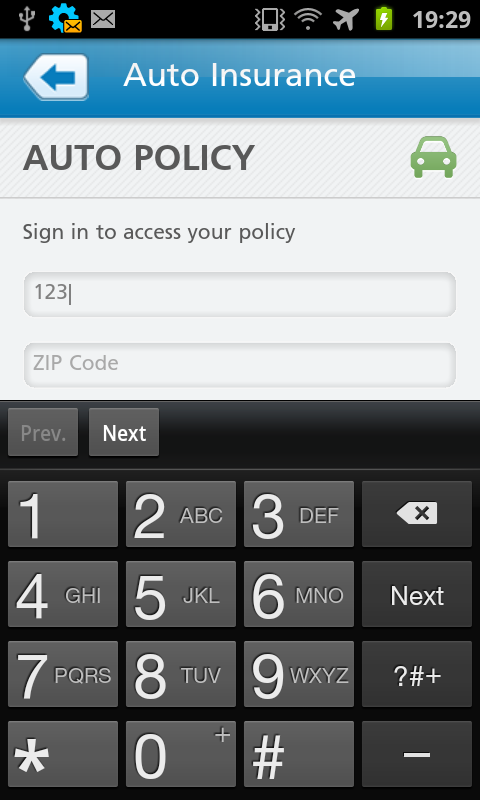 19:29
Auto Insurance
AUTO POLICY
Sign in to access your policy
123
ZIP Code
Prev. Next
1 2 ABC 3 DEF
4 GHI 5 JKL 6 MNO Next
7 PQRS 8 TUV 9 WXYZ ?#+
* 0 + # –